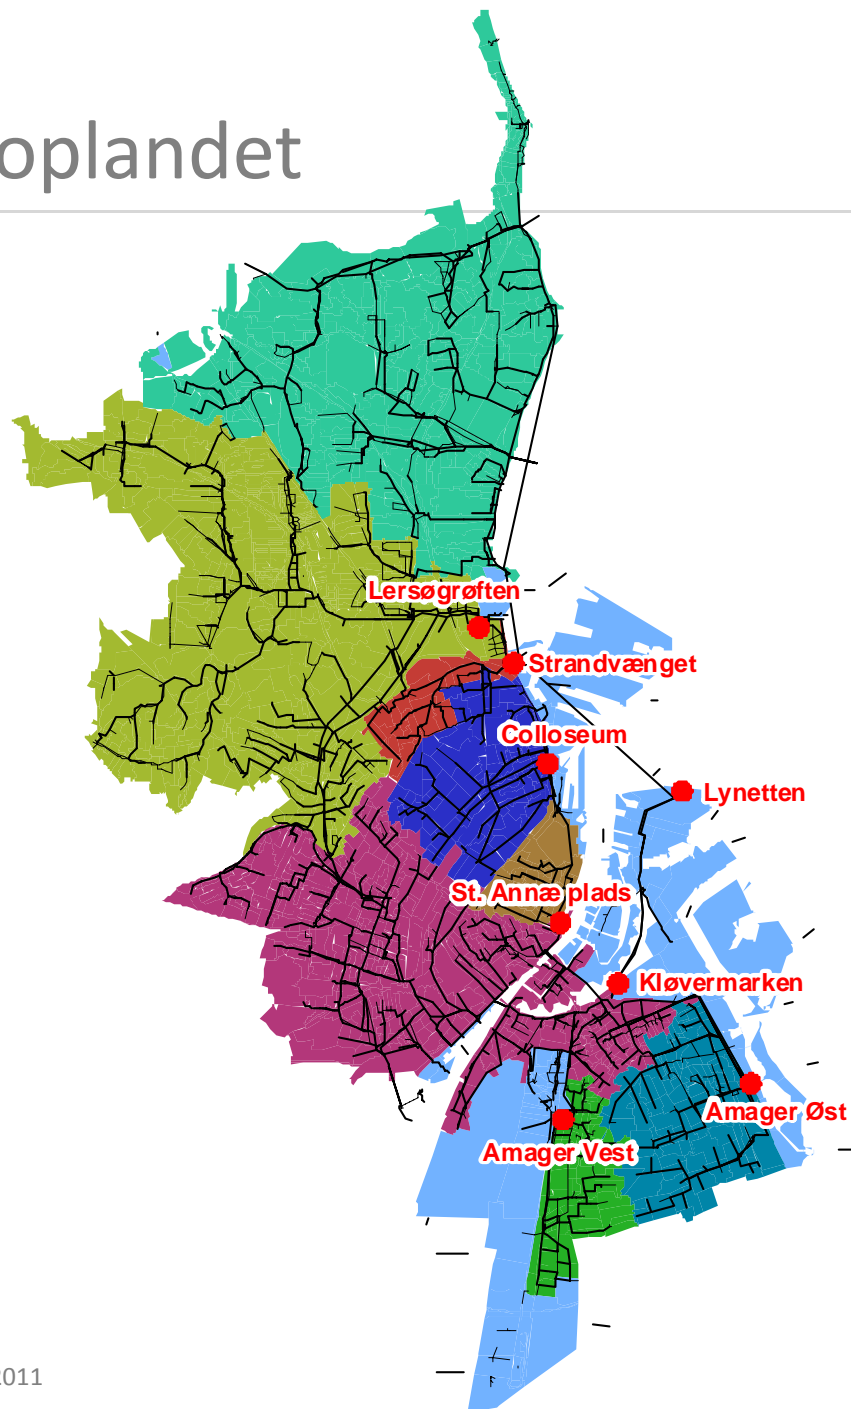 oplandet
Lersøgrøften
Strandvænget
Colloseum
Lynetten
St. Annæ plads
Kløvermarken
Amager Øst
Amager Vest
2011